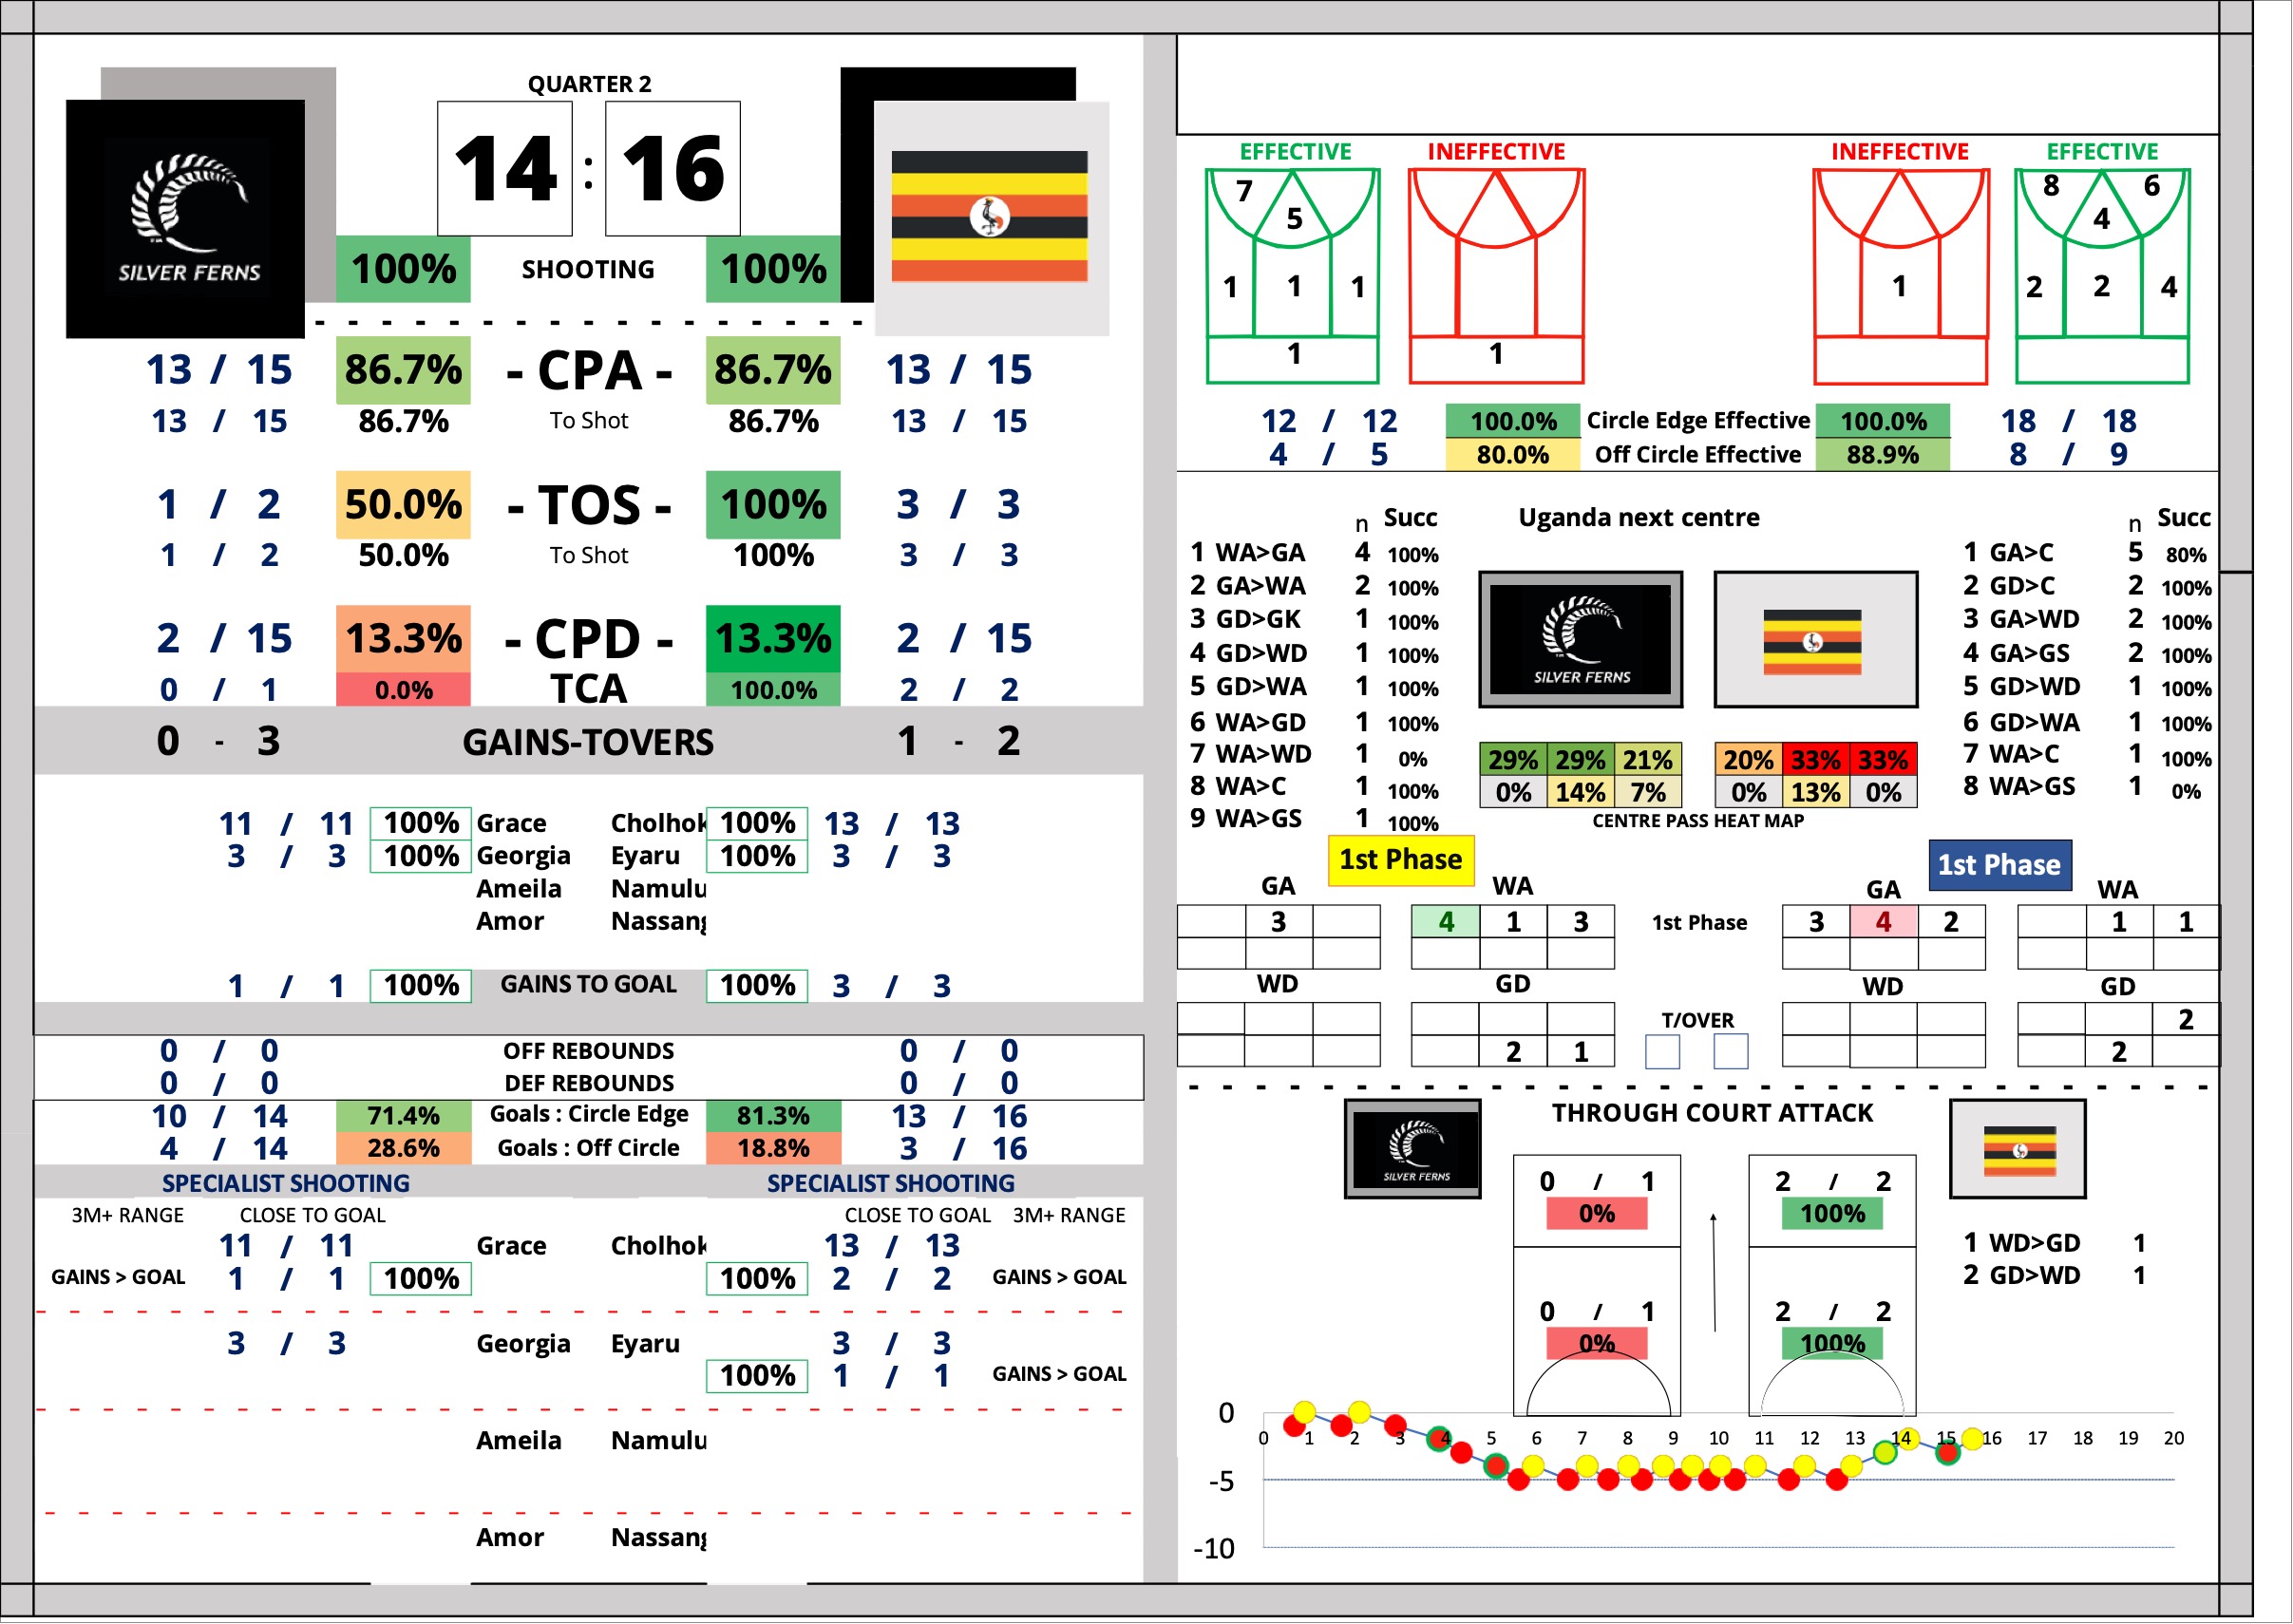 QUARTER 2
14 : 16
SILVER FERNS
100% SHOOTING 100%
13 / 15 86.7% - CPA - 86.7% 13 / 15
13 / 15 86.7% To Shot 86.7% 13 / 15
1 / 2 50.0% - TOS - 100% 3 / 3
1 / 2 50.0% To Shot 100% 3 / 3
2 / 15 13.3% - CPD - 13.3% 2 / 15
0 / 1 0.0% TCA 100.0% 2 / 2
0 - 3 GAINS-TOVERS 1 - 2
11 / 11 100% Grace Cholhok 100% 13 / 13
3 / 3 100% Georgia Eyaru 100% 3 / 3
Ameila Namulu
Amor Nassang
1 / 1 100% GAINS TO GOAL 100% 3 / 3
0 / 0 OFF REBOUNDS 0 / 0
0 / 0 DEF REBOUNDS 0 / 0
10 / 14 71.4% Goals : Circle Edge 81.3% 13 / 16
4 / 14 28.6% Goals : Off Circle 18.8% 3 / 16
SPECIALIST SHOOTING SPECIALIST SHOOTING
3M+ RANGE CLOSE TO GOAL CLOSE TO GOAL 3M+ RANGE
11 / 11 Grace Cholhok 13 / 13
GAINS > GOAL 1 / 1 100% 100% 2 / 2 GAINS > GOAL
3 / 3 Georgia Eyaru 3 / 3
100% 1 / 1 GAINS > GOAL
Ameila Namulu
Amor Nassang
EFFECTIVE INEFFECTIVE INEFFECTIVE EFFECTIVE
7 8 6
5 4
1 1 1 1 2 2 4
1 1
12 / 12 100.0% Circle Edge Effective 100.0% 18 / 18
4 / 5 80.0% Off Circle Effective 88.9% 8 / 9
n Succ Uganda next centre n Succ
1 WA>GA 4 100% 1 GA>C 5 80%
2 GA>WA 2 100% 2 GD>C 2 100%
3 GD>GK 1 100% 3 GA>WD 2 100%
4 GD>WD 1 100% 4 GA>GS 2 100%
5 GD>WA 1 100% SILVER FERNS 5 GD>WD 1 100%
6 WA>GD 1 100% 6 GD>WA 1 100%
7 WA>WD 1 0% 29% 29% 21% 20% 33% 33% 7 WA>C 1 100%
8 WA>C 1 100% 0% 14% 7% 0% 13% 0% 8 WA>GS 1 0%
9 WA>GS 1 100% CENTRE PASS HEAT MAP
1st Phase 1st Phase
GA WA GA WA
3 4 1 3 1st Phase 3 4 2 1 1
WD GD WD GD
T/OVER 2
2 1 2
THROUGH COURT ATTACK
SILVER FERNS
0 / 1 2 / 2
0% 100%
1 WD>GD 1
2 GD>WD 1
0 / 1 2 / 2
0% 100%
0
0 1 2 3 4 5 6 7 8 9 10 11 12 13 14 15 16 17 18 19 20
-5
-10